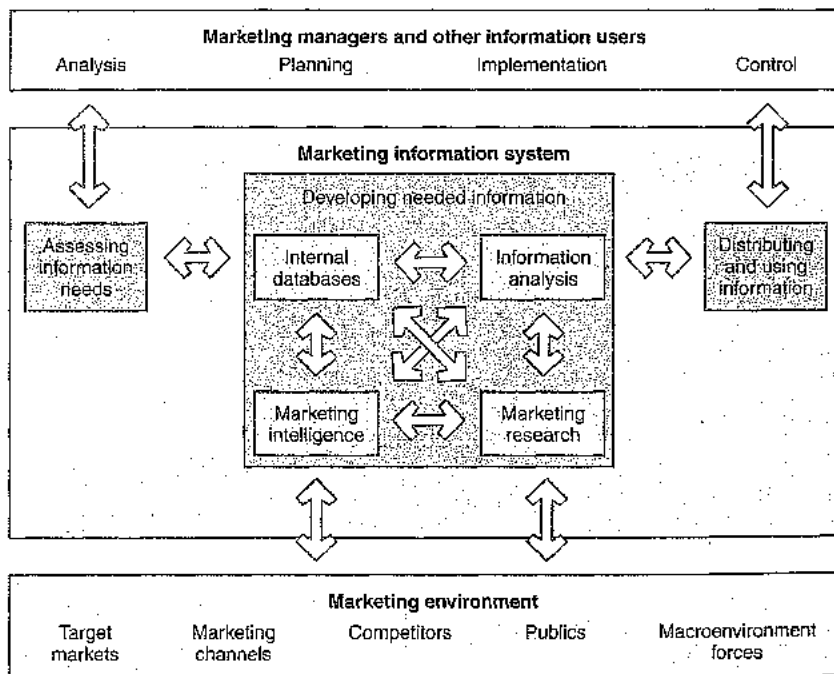 Marketing managers and other information users
Analysis Planning Implementation Control
Marketing information system
Developing needed information
Assessing
information
needs
Internal
databases
Information
analysis
Distributing
and using
information
Marketing
intelligence
Marketing
research
Marketing environment
Target
markets
Marketing
channels
Competitors
Publics
Macroenvironment
forces